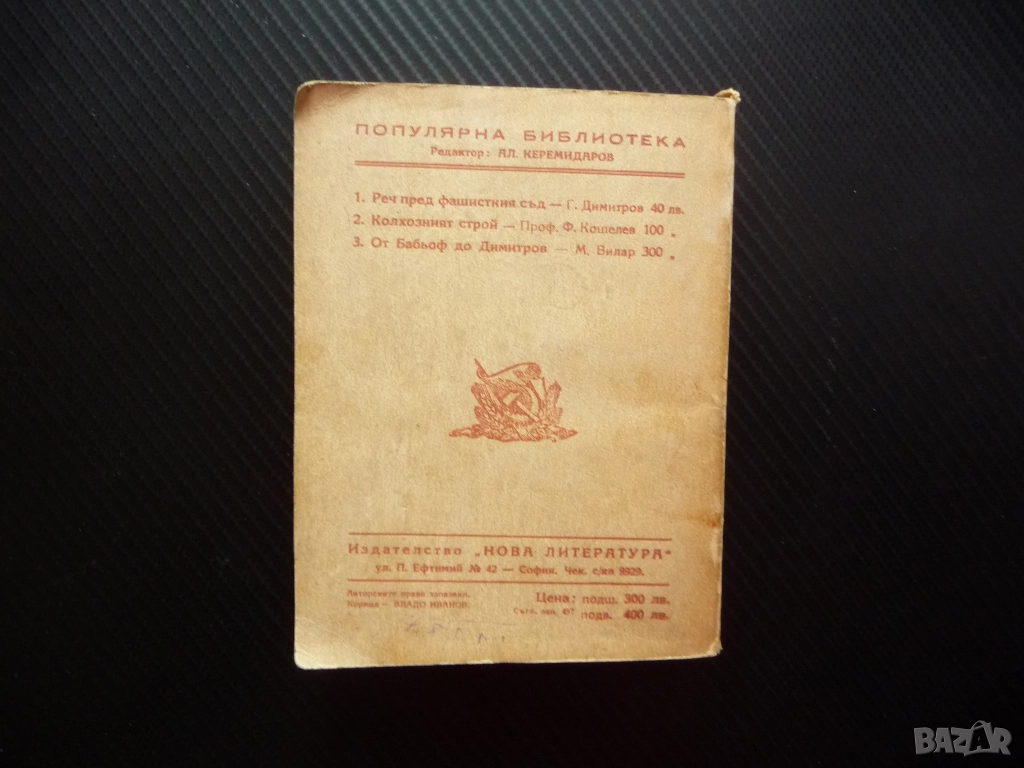 ПОПУЛЯРНА БИБЛИОТЕКА
Редактор: АЛ. КЕРЕМИДАРОВ
1. Реч пред фашисткия съд — Г. Димитров 40 лв.
2. Колхозният строй — Проф. Ф. Кошелев 100 „
3. От Бабьоф до Димитров — М. Вилар 300 „
Издателство „НОВА ЛИТЕРАТУРА“
ул. П. Ефтимий № 42 — София. Чек. с/ка 9929.
Авторските права запазени.
Корица — ВЛАДО ИВАНОВ.
Цена: подш. 300 лв.
подв. 400 лв.
BAZAR